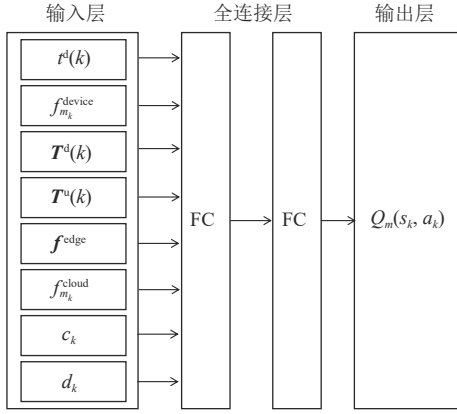 输入层 全连接层 输出层
t^d(k)
f_{m_k}^{device}
T^d(k)
T^u(k)
f^{edge}
f_{m_k}^{cloud}
c_k
d_k
FC
FC
Q_m(s_k, a_k)